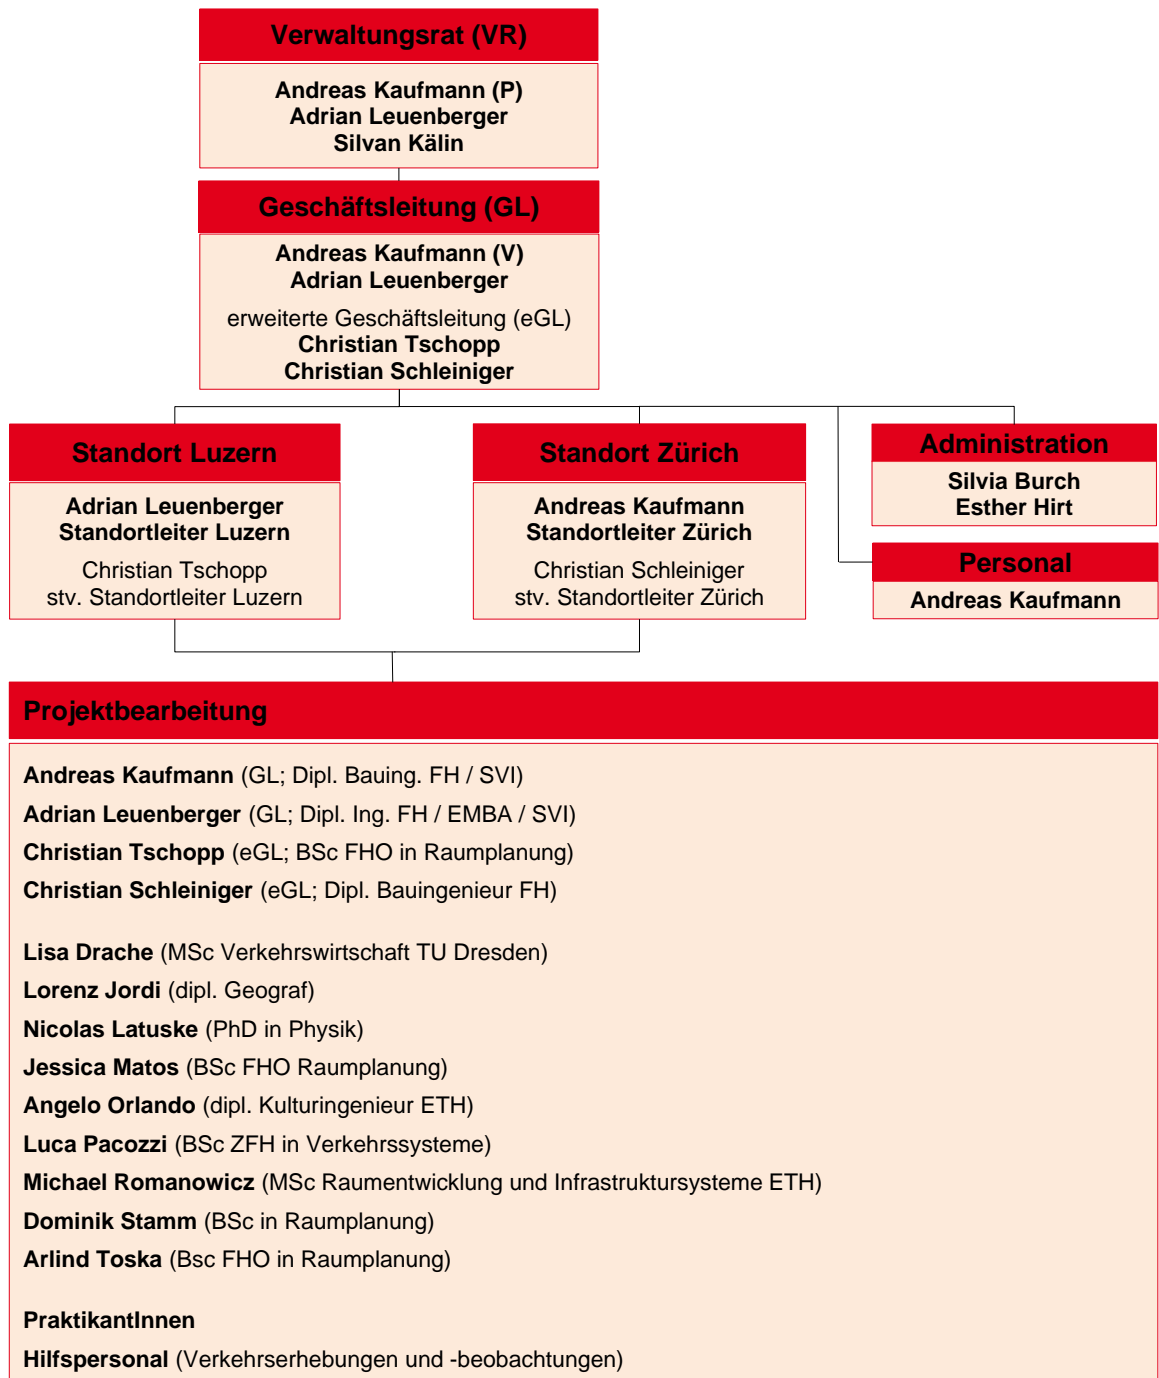 Verwaltungsrat (VR)
Andreas Kaufmann (P)
Adrian Leuenberger
Silvan Kälin
Geschäftsleitung (GL)
Andreas Kaufmann (V)
Adrian Leuenberger
erweiterte Geschäftsleitung (eGL)
Christian Tschopp
Christian Schleiniger
Standort Luzern
Adrian Leuenberger
Standortleiter Luzern
Christian Tschopp
stv. Standortleiter Luzern
Standort Zürich
Andreas Kaufmann
Standortleiter Zürich
Christian Schleiniger
stv. Standortleiter Zürich
Administration
Silvia Burch
Esther Hirt
Personal
Andreas Kaufmann
Projektbearbeitung
Andreas Kaufmann (GL; Dipl. Bauing. FH / SVI)
Adrian Leuenberger (GL; Dipl. Ing. FH / EMBA / SVI)
Christian Tschopp (eGL; BSc FHO in Raumplanung)
Christian Schleiniger (eGL; Dipl. Bauingenieur FH)
Lisa Drache (MSc Verkehrswirtschaft TU Dresden)
Lorenz Jordi (dipl. Geograf)
Nicolas Latuske (PhD in Physik)
Jessica Matos (BSc FHO Raumplanung)
Angelo Orlando (dipl. Kulturingenieur ETH)
Luca Pacozzi (BSc ZFH in Verkehrssysteme)
Michael Romanowicz (MSc Raumentwicklung und Infrastruktursysteme ETH)
Dominik Stamm (BSc in Raumplanung)
Arlind Toska (Bsc FHO in Raumplanung)
PraktikantInnen
Hilfspersonal (Verkehrserhebungen und -beobachtungen)